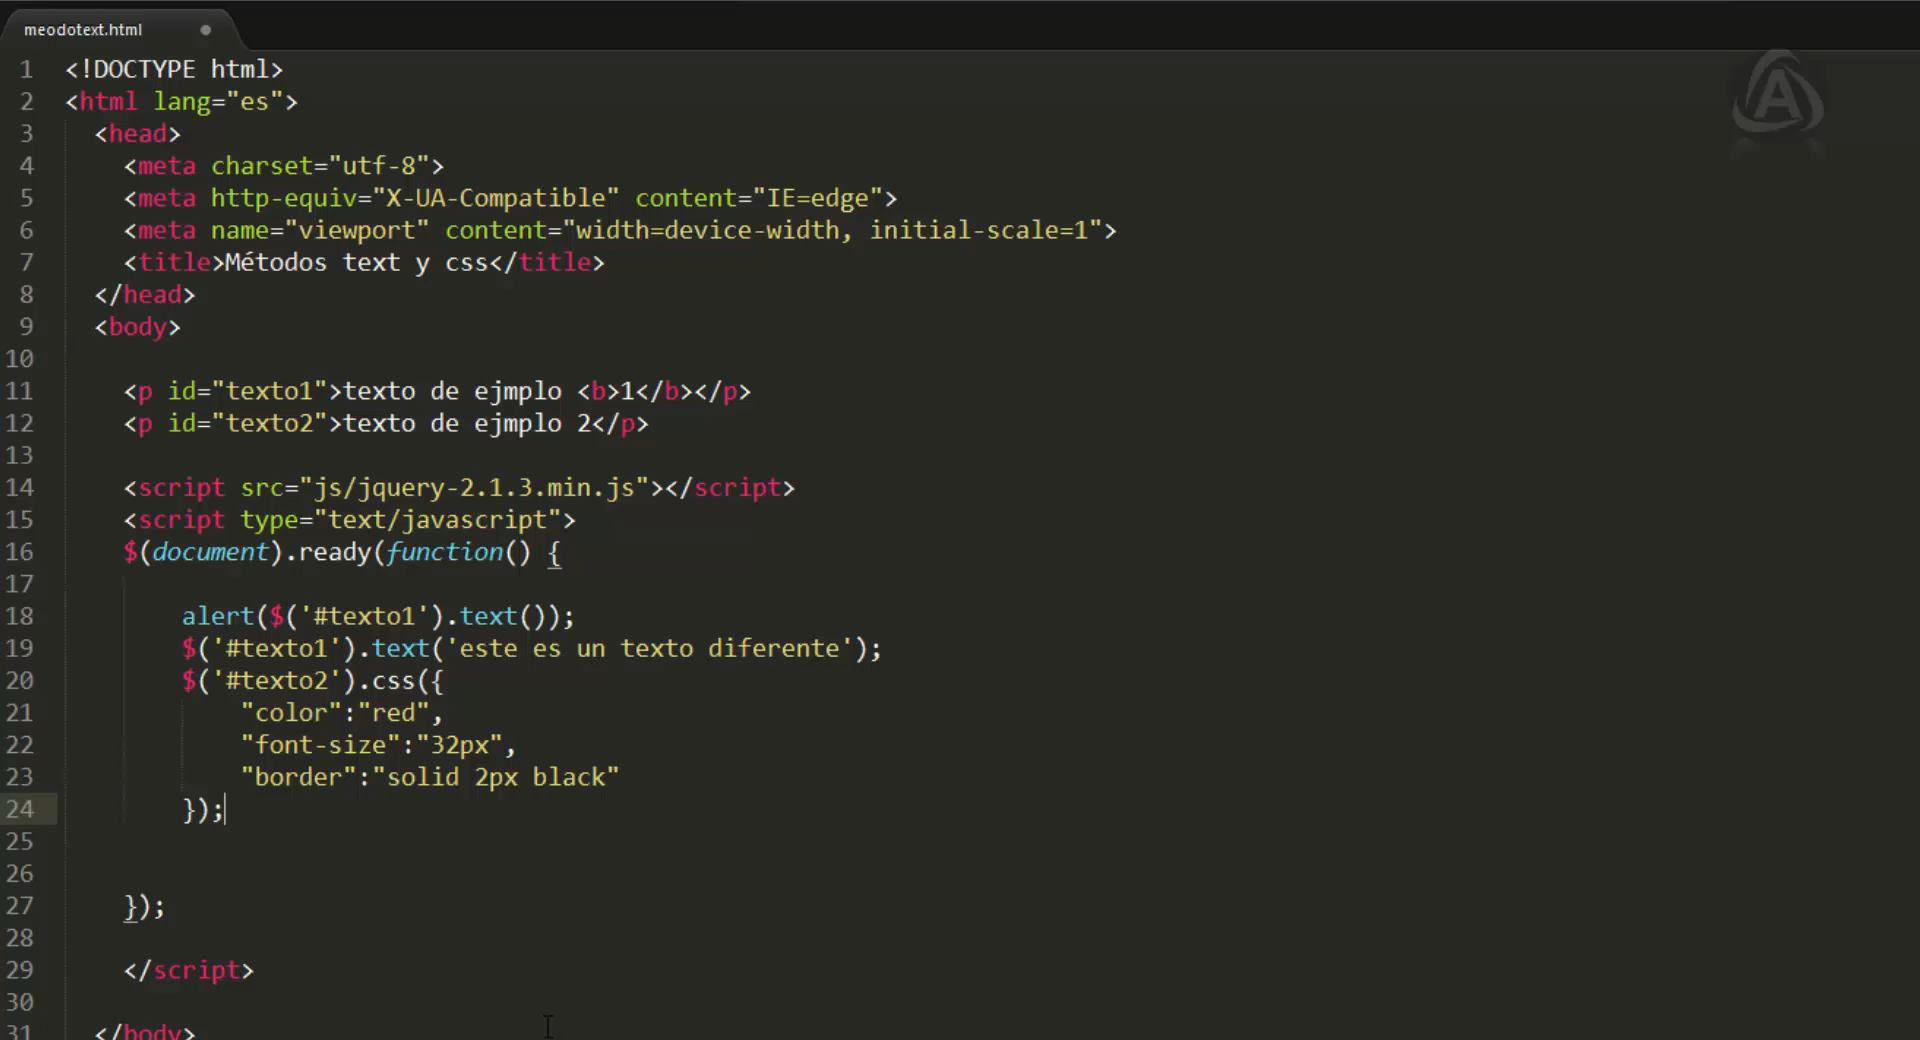 meodotext.html
1 <!DOCTYPE html>
2 <html lang="es">
3 <head>
4 <meta charset="utf-8">
5 <meta http-equiv="X-UA-Compatible" content="IE=edge">
6 <meta name="viewport" content="width=device-width, initial-scale=1">
7 <title>Métodos text y css</title>
8 </head>
9 <body>
10
11 <p id="texto1">texto de ejmplo <b>1</b></p>
12 <p id="texto2">texto de ejmplo 2</p>
13
14 <script src="js/jquery-2.1.3.min.js"></script>
15 <script type="text/javascript">
16 $(document).ready(function() {
17
18 alert($('#texto1').text());
19 $('#texto1').text('este es un texto diferente');
20 $('#texto2').css({
21 "color":"red",
22 "font-size":"32px",
23 "border":"solid 2px black"
24 });
25
26
27 });
28
29 </script>
30
31 </body>
A